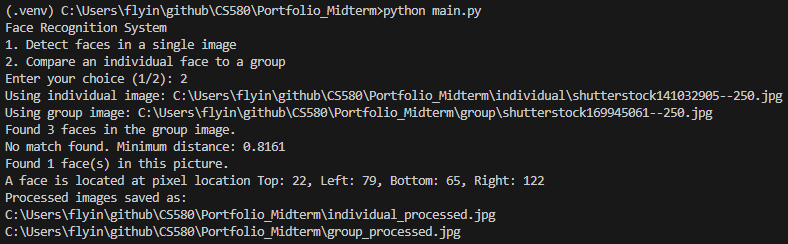 (.venv) C:\Users\flyin\github\CS580\Portfolio_Midterm>python main.py
Face Recognition System
1. Detect faces in a single image
2. Compare an individual face to a group
Enter your choice (1/2): 2
Using individual image: C:\Users\flyin\github\CS580\Portfolio_Midterm\individual\shutterstock141032905--250.jpg
Using group image: C:\Users\flyin\github\CS580\Portfolio_Midterm\group\shutterstock169945061--250.jpg
Found 3 faces in the group image.
No match found. Minimum distance: 0.8161
Found 1 face(s) in this picture.
A face is located at pixel location Top: 22, Left: 79, Bottom: 65, Right: 122
Processed images saved as:
C:\Users\flyin\github\CS580\Portfolio_Midterm\individual_processed.jpg
C:\Users\flyin\github\CS580\Portfolio_Midterm\group_processed.jpg